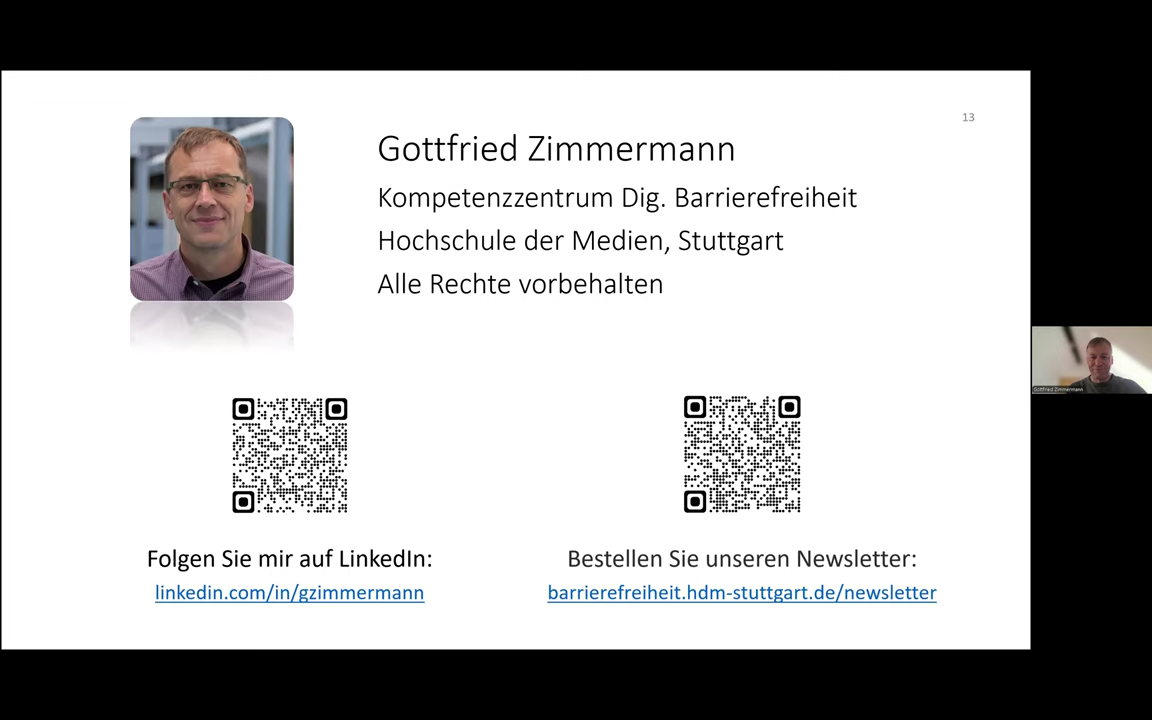 13
Gottfried Zimmermann
Kompetenzzentrum Dig. Barrierefreiheit
Hochschule der Medien, Stuttgart
Alle Rechte vorbehalten
Gottfried Zimmermann
Folgen Sie mir auf LinkedIn:
linkedin.com/in/gzimmermann
Bestellen Sie unseren Newsletter:
barrierefreiheit.hdm-stuttgart.de/newsletter